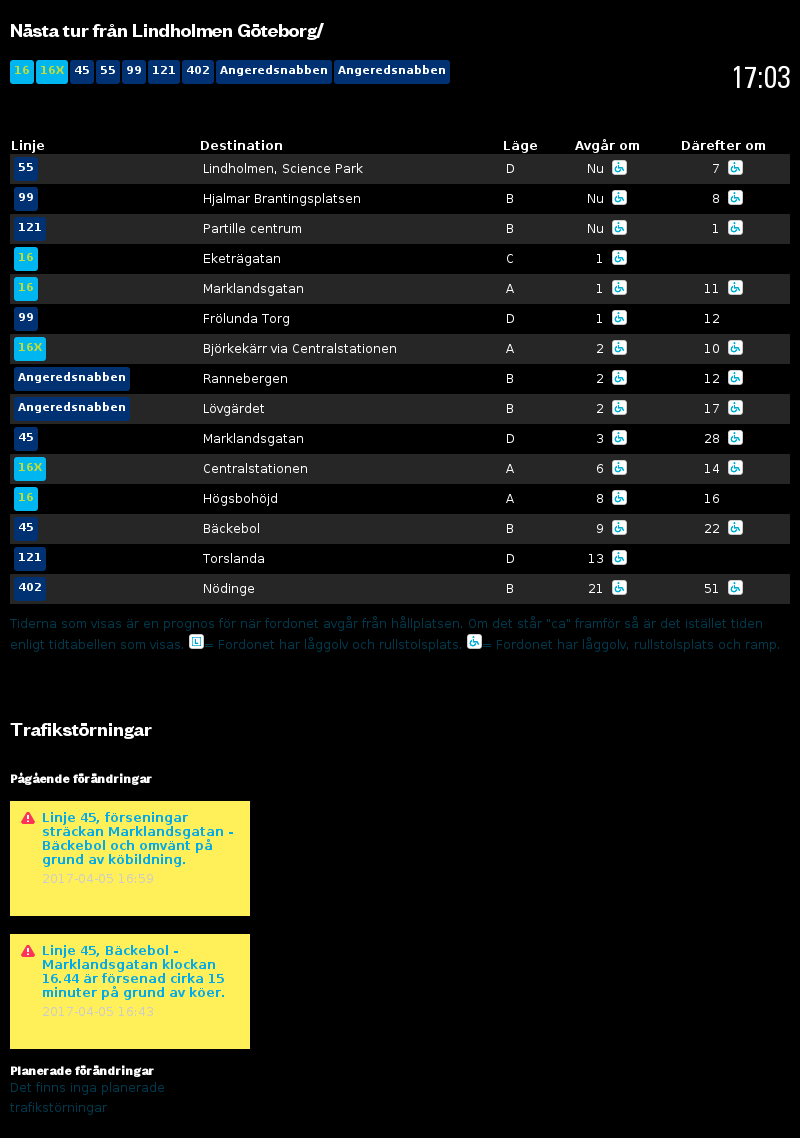 Nästa tur från Lindholmen Göteborg/
16 16X 45 55 99 121 402 Angeredsnabben Angeredsnabben
17:03
Linje Destination Läge Avgår om Därefter om
55 Lindholmen, Science Park D Nu 7
99 Hjalmar Brantingsplatsen B Nu 8
121 Partille centrum B Nu 1
16 Eketrägatan C 1
16 Marklandsgatan A 1 11
99 Frölunda Torg D 1 12
16X Björkekärr via Centralstationen A 2 10
Angeredsnabben Rannebergen B 2 12
Angeredsnabben Lövgärdet B 2 17
45 Marklandsgatan D 3 28
16X Centralstationen A 6 14
16 Högsbohöjd A 8 16
45 Bäckebol B 9 22
121 Torslanda D 13
402 Nödinge B 21 51
Tiderna som visas är en prognos för när fordonet avgår från hållplatsen. Om det står "ca" framför så är det istället tiden
enligt tidtabellen som visas. L = Fordonet har låggolv och rullstolsplats. = Fordonet har låggolv, rullstolsplats och ramp.
Trafikstörningar
Pågående förändringar
Linje 45, förseningar
sträckan Marklandsgatan -
Bäckebol och omvänt på
grund av köbildning.
2017-04-05 16:59
Linje 45, Bäckebol -
Marklandsgatan klockan
16.44 är försenad cirka 15
minuter på grund av köer.
2017-04-05 16:43
Planerade förändringar
Det finns inga planerade
trafikstörningar